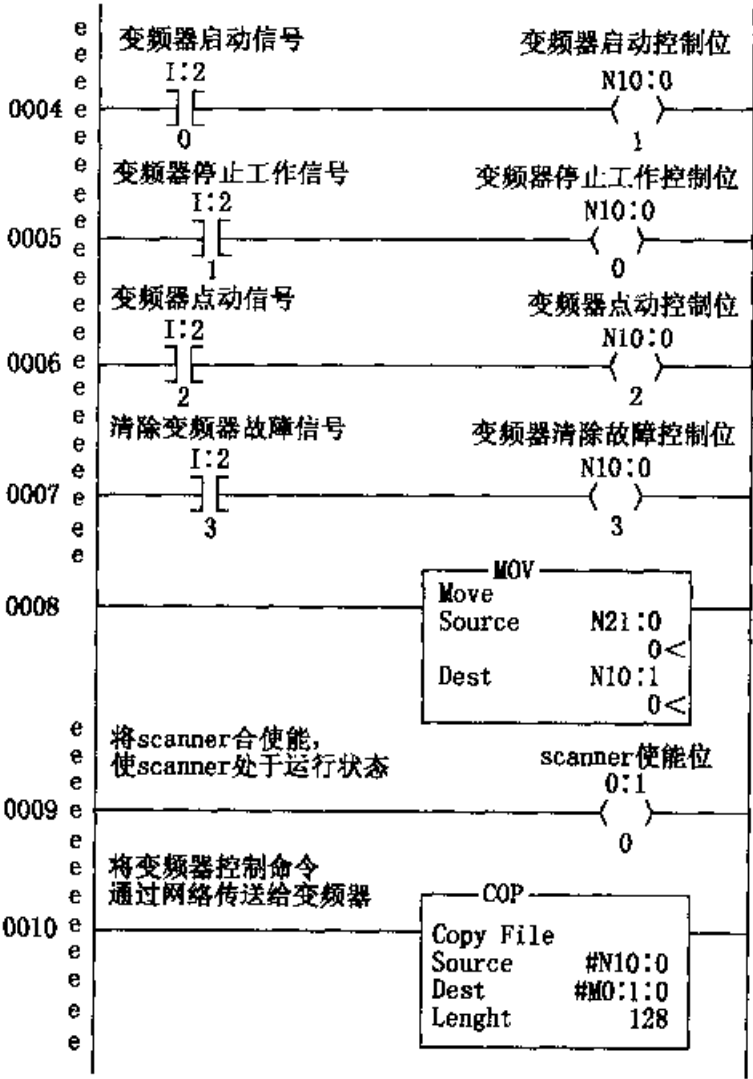 e
变频器启动信号 变频器启动控制位
e
I:2 N10:0
e
0004 e
0 1
e
e
变频器停止工作信号 变频器停止工作控制位
e
I:2 N10:0
e
0005 e
1 0
e
e
变频器点动信号 变频器点动控制位
e
I:2 N10:0
e
0006 e
2 2
e
e
清除变频器故障信号 变频器清除故障控制位
e
I:2 N10:0
e
0007 e
3 3
e
e
MOV
0008 Move
Source N21:0
0<
Dest N10:1
0<
e
将scanner合使能,
e
使scanner处于运行状态 scanner使能位
e
0:1
0009 e
0
e
e
将变频器控制命令
e
通过网络传送给变频器 COP
0010 e
Copy File
e
Source #N10:0
e
Dest #M0:1:0
e
Lenght 128
e